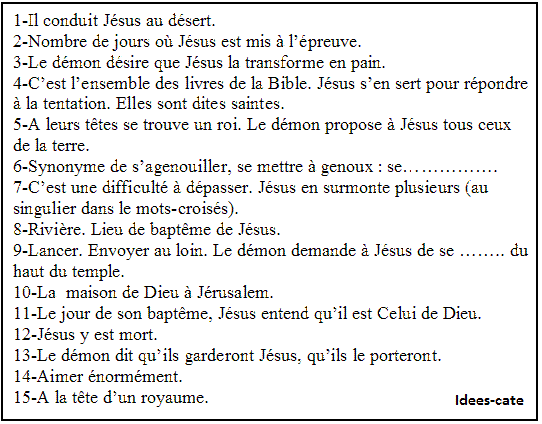 1-Il conduit Jésus au désert.
2-Nombre de jours où Jésus est mis à l’épreuve.
3-Le démon désire que Jésus la transforme en pain.
4-C’est l’ensemble des livres de la Bible. Jésus s’en sert pour répondre
à la tentation. Elles sont dites saintes.
5-A leurs têtes se trouve un roi. Le démon propose à Jésus tous ceux
de la terre.
6-Synonyme de s’agenouiller, se mettre à genoux : se…………….
7-C’est une difficulté à dépasser. Jésus en surmonte plusieurs (au
singulier dans le mots-croisés).
8-Rivière. Lieu de baptême de Jésus.
9-Lancer. Envoyer au loin. Le démon demande à Jésus de se …….. du
haut du temple.
10-La  maison de Dieu à Jérusalem.
11-Le jour de son baptême, Jésus entend qu’il est Celui de Dieu.
12-Jésus y est mort.
13-Le démon dit qu’ils garderont Jésus, qu’ils le porteront.
14-Aimer énormément.
15-A la tête d’un royaume.
Idees-cate